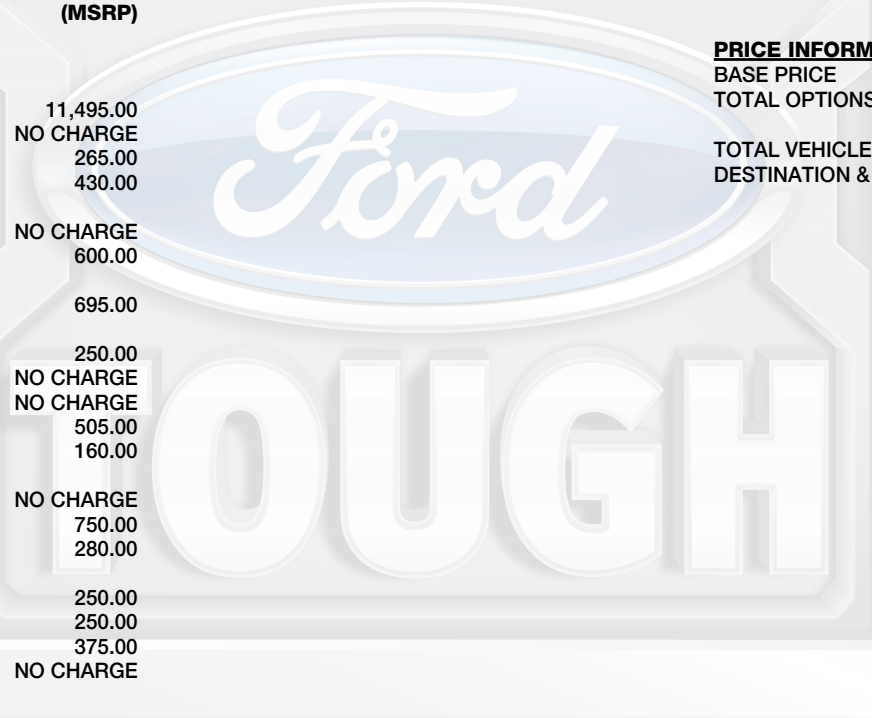 (MSRP)
11,495.00
NO CHARGE
265.00
430.00
NO CHARGE
600.00
695.00
250.00
NO CHARGE
NO CHARGE
505.00
160.00
NO CHARGE
750.00
280.00
250.00
250.00
375.00
NO CHARGE
PRICE INFORM
BASE PRICE
TOTAL OPTIONS
TOTAL VEHICLE
DESTINATION &
Ford
TOUGH